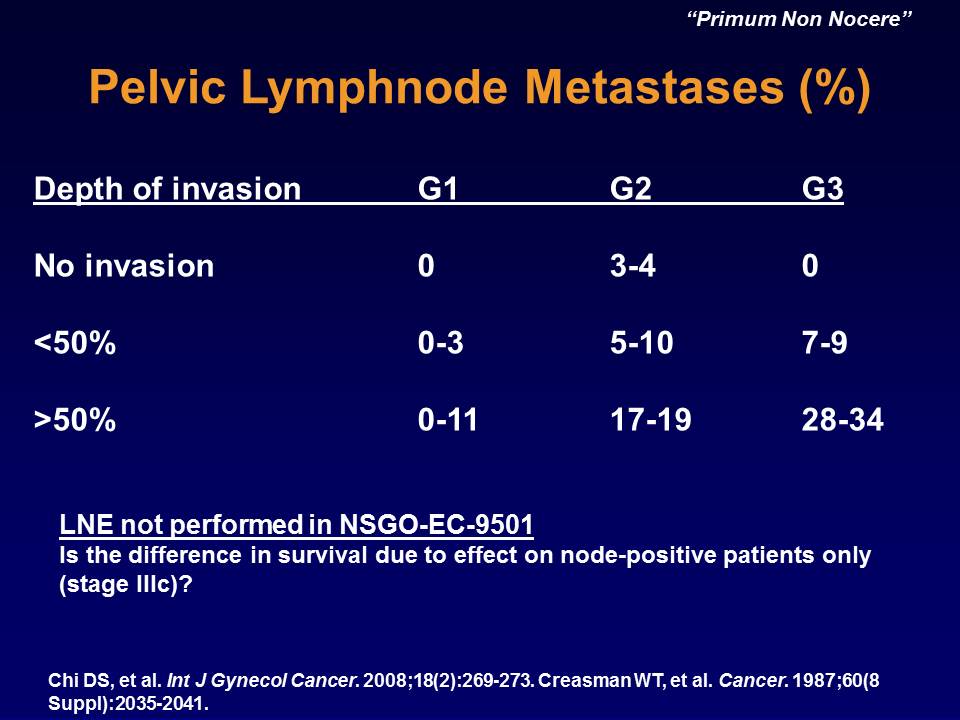 “Primum Non Nocere”
Pelvic Lymphnode Metastases (%)
Depth of invasion G1 G2 G3
No invasion 0 3-4 0
<50% 0-3 5-10 7-9
>50% 0-11 17-19 28-34
LNE not performed in NSGO-EC-9501
Is the difference in survival due to effect on node-positive patients only
(stage IIIc)?
Chi DS, et al. Int J Gynecol Cancer. 2008;18(2):269-273. Creasman WT, et al. Cancer. 1987;60(8
Suppl):2035-2041.